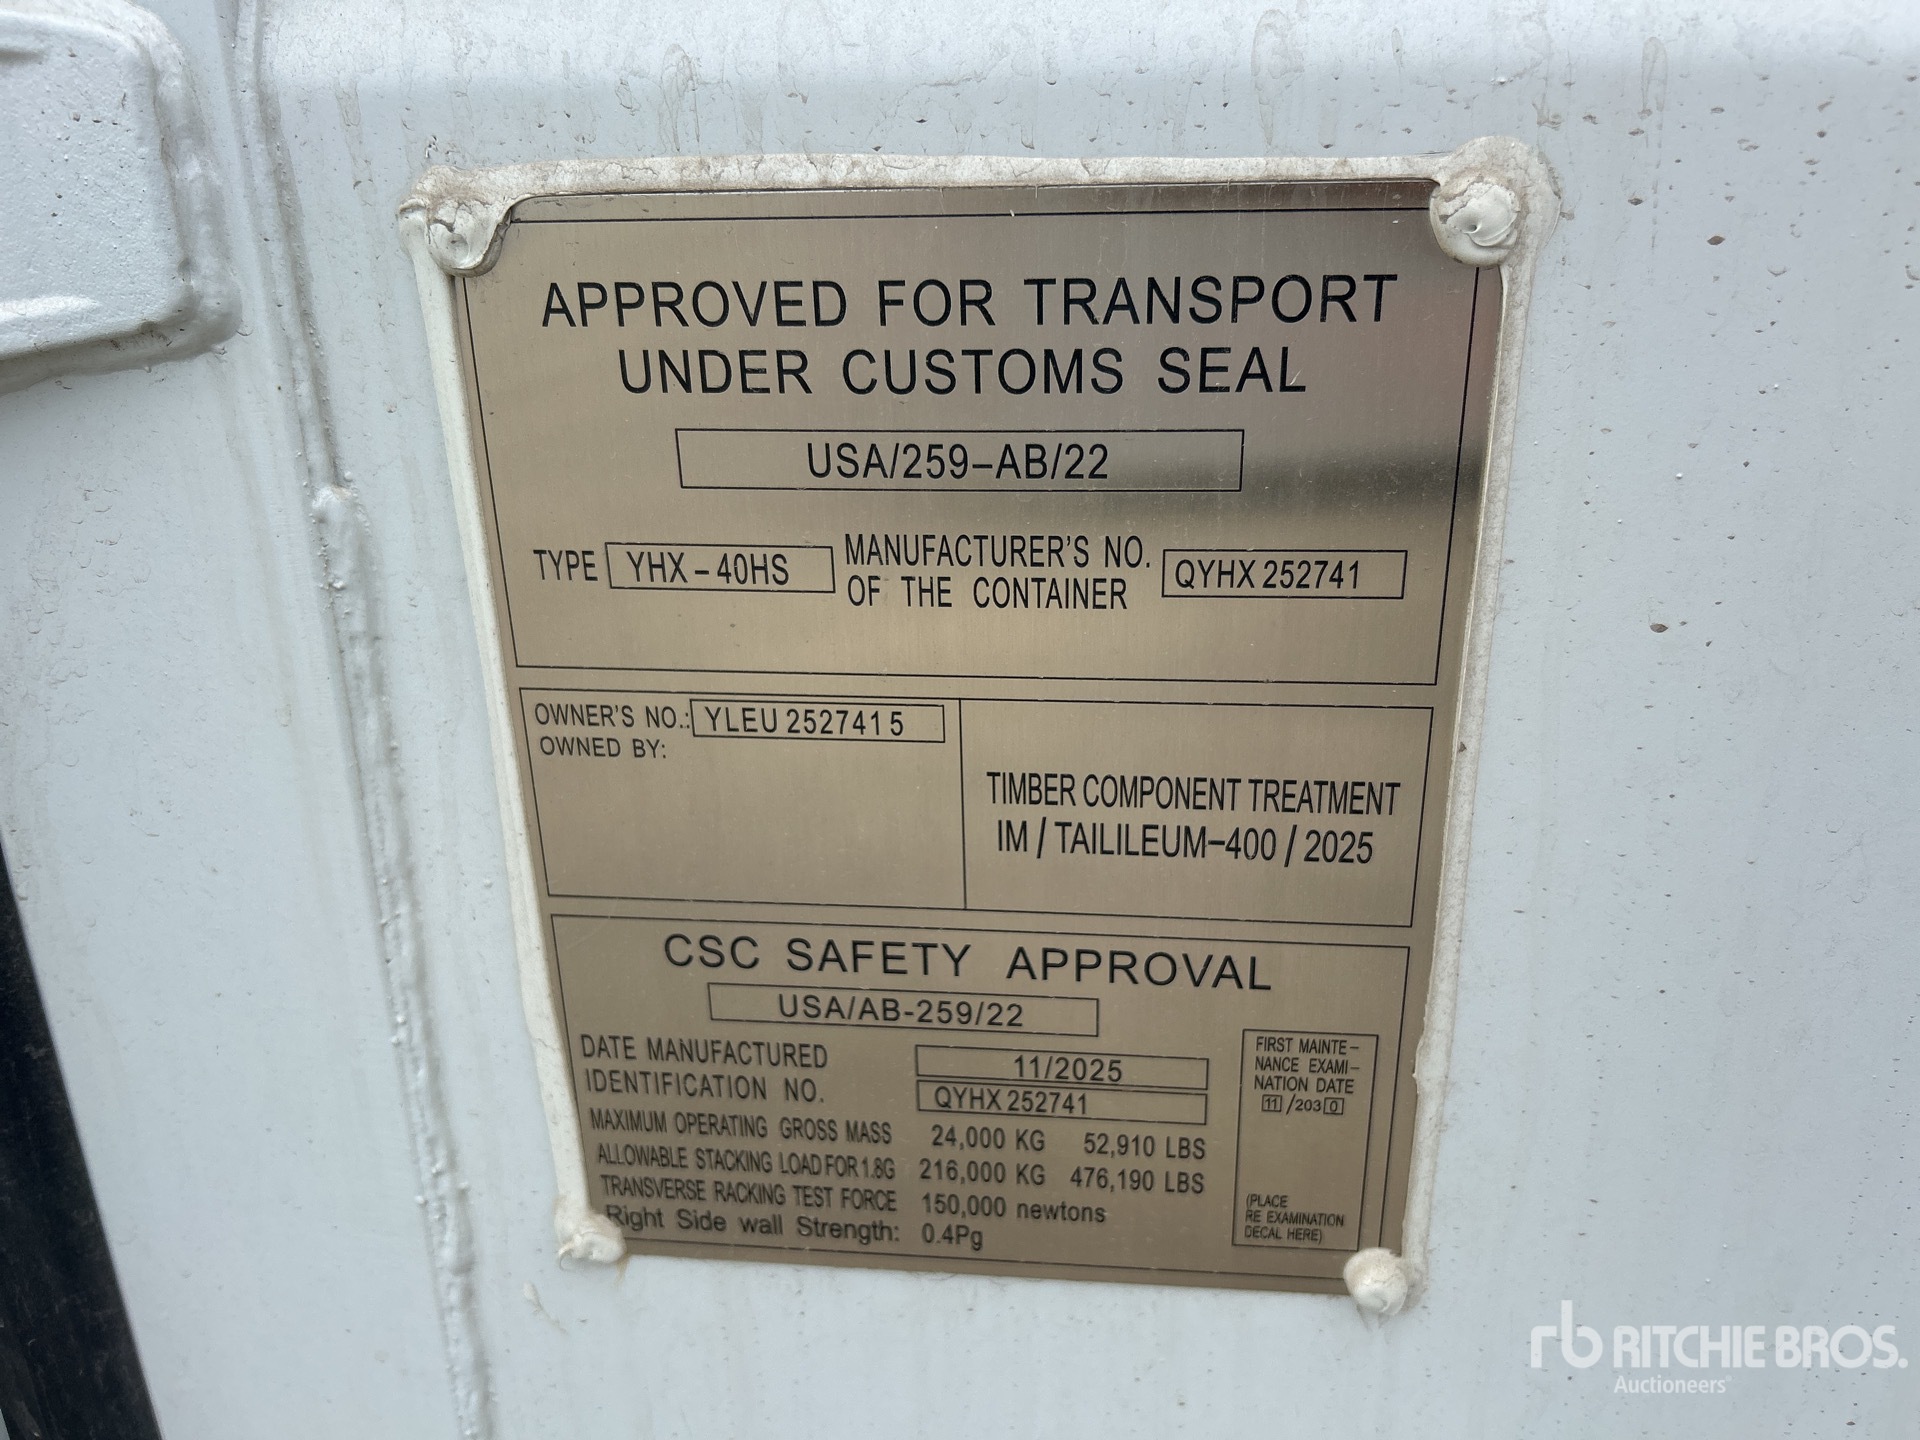 APPROVED FOR TRANSPORT
UNDER CUSTOMS SEAL
USA/259-AB/22
TYPE YHX-40HS MANUFACTURER'S NO. OF THE CONTAINER QYHX 252741
OWNER'S NO.: YLEU 252741 5
OWNED BY:
TIMBER COMPONENT TREATMENT
IM / TAILILEUM-400 / 2025
CSC SAFETY APPROVAL
USA/AB-259/22
DATE MANUFACTURED 11/2025
IDENTIFICATION NO. QYHX 252741
MAXIMUM OPERATING GROSS MASS 24,000 KG 52,910 LBS
ALLOWABLE STACKING LOAD FOR 1.8G 216,000 KG 476,190 LBS
TRANSVERSE RACKING TEST FORCE 150,000 newtons
Right Side wall Strength: 0.4Pg
FIRST MAINTE-
NANCE EXAMI-
NATION DATE
11/2030
(PLACE
RE EXAMINATION
DECAL HERE)
rb RITCHIE BROS.
Auctioneers